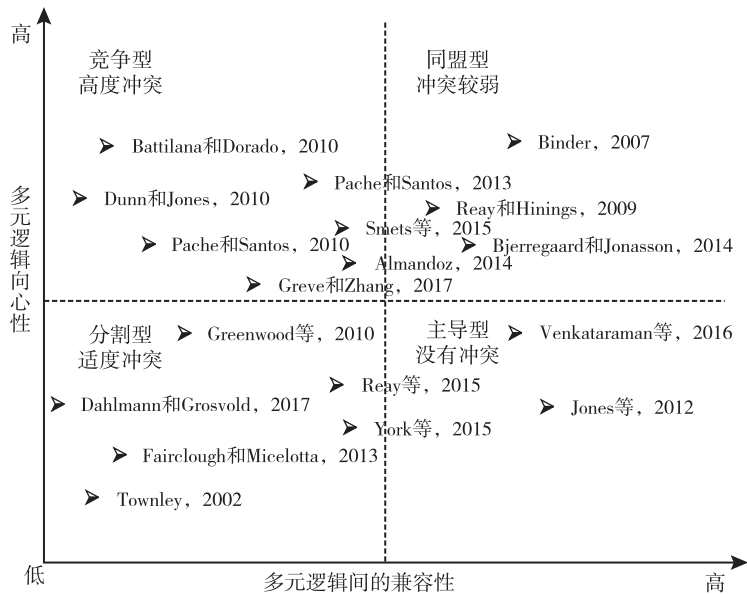 高
竞争型
高度冲突
同盟型
冲突较弱
Battilana和Dorado，2010
Binder，2007
Pache和Santos，2013
Dunn和Jones，2010
Reay和Hinings，2009
Smets等，2015
Pache和Santos，2010
Bjerregaard和Jonasson，2014
Almandoz，2014
Greve和Zhang，2017
多元逻辑向心性
分割型
适度冲突
Greenwood等，2010
主导型
没有冲突
Venkataraman等，2016
Reay等，2015
Dahlmann和Grosvold，2017
Jones等，2012
York等，2015
Fairclough和Micelotta，2013
Townley，2002
低
多元逻辑间的兼容性
高